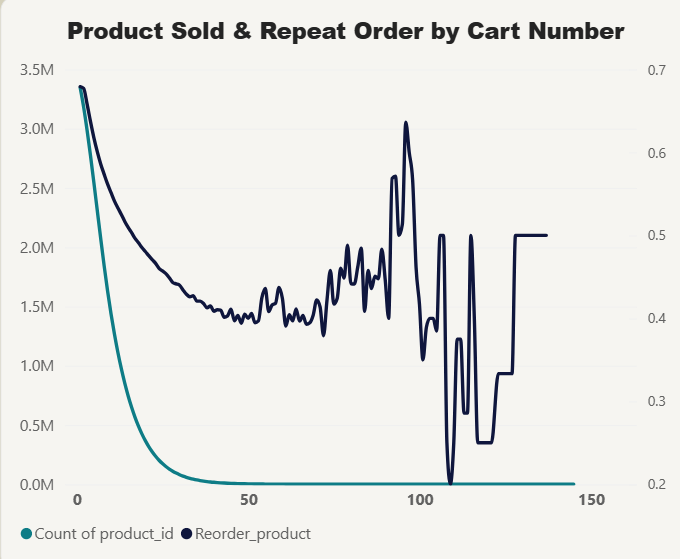 Product Sold & Repeat Order by Cart Number
3.5M
0.7
3.0M
0.6
2.5M
2.0M
0.5
1.5M
0.4
1.0M
0.3
0.5M
0.0M
0.2
0 50 100 150
Count of product_id Reorder_product